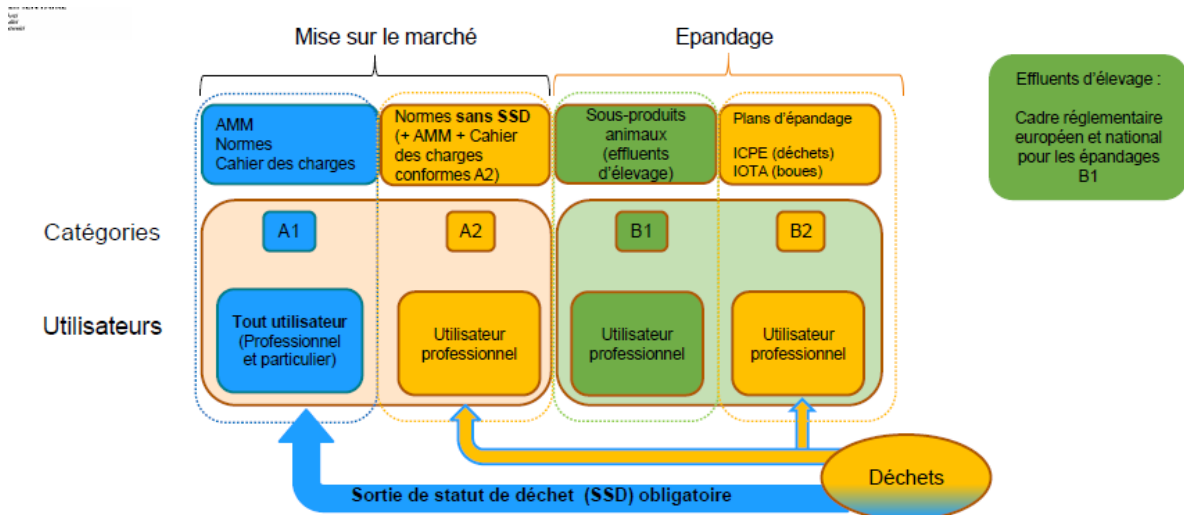 Mise sur le marché
Epandage
AMM
Normes
Cahier des charges
Normes sans SSD
(+ AMM + Cahier
des charges
conformes A2)
Sous-produits
animaux
(effluents
d'élevage)
Plans d'épandage
ICPE (déchets)
IOTA (boues)
Effluents d'élevage :
Cadre réglementaire
européen et national
pour les épandages
B1
Catégories
A1
A2
B1
B2
Utilisateurs
Tout utilisateur
(Professionnel
et particulier)
Utilisateur
professionnel
Utilisateur
professionnel
Utilisateur
professionnel
Déchets
Sortie de statut de déchet (SSD) obligatoire